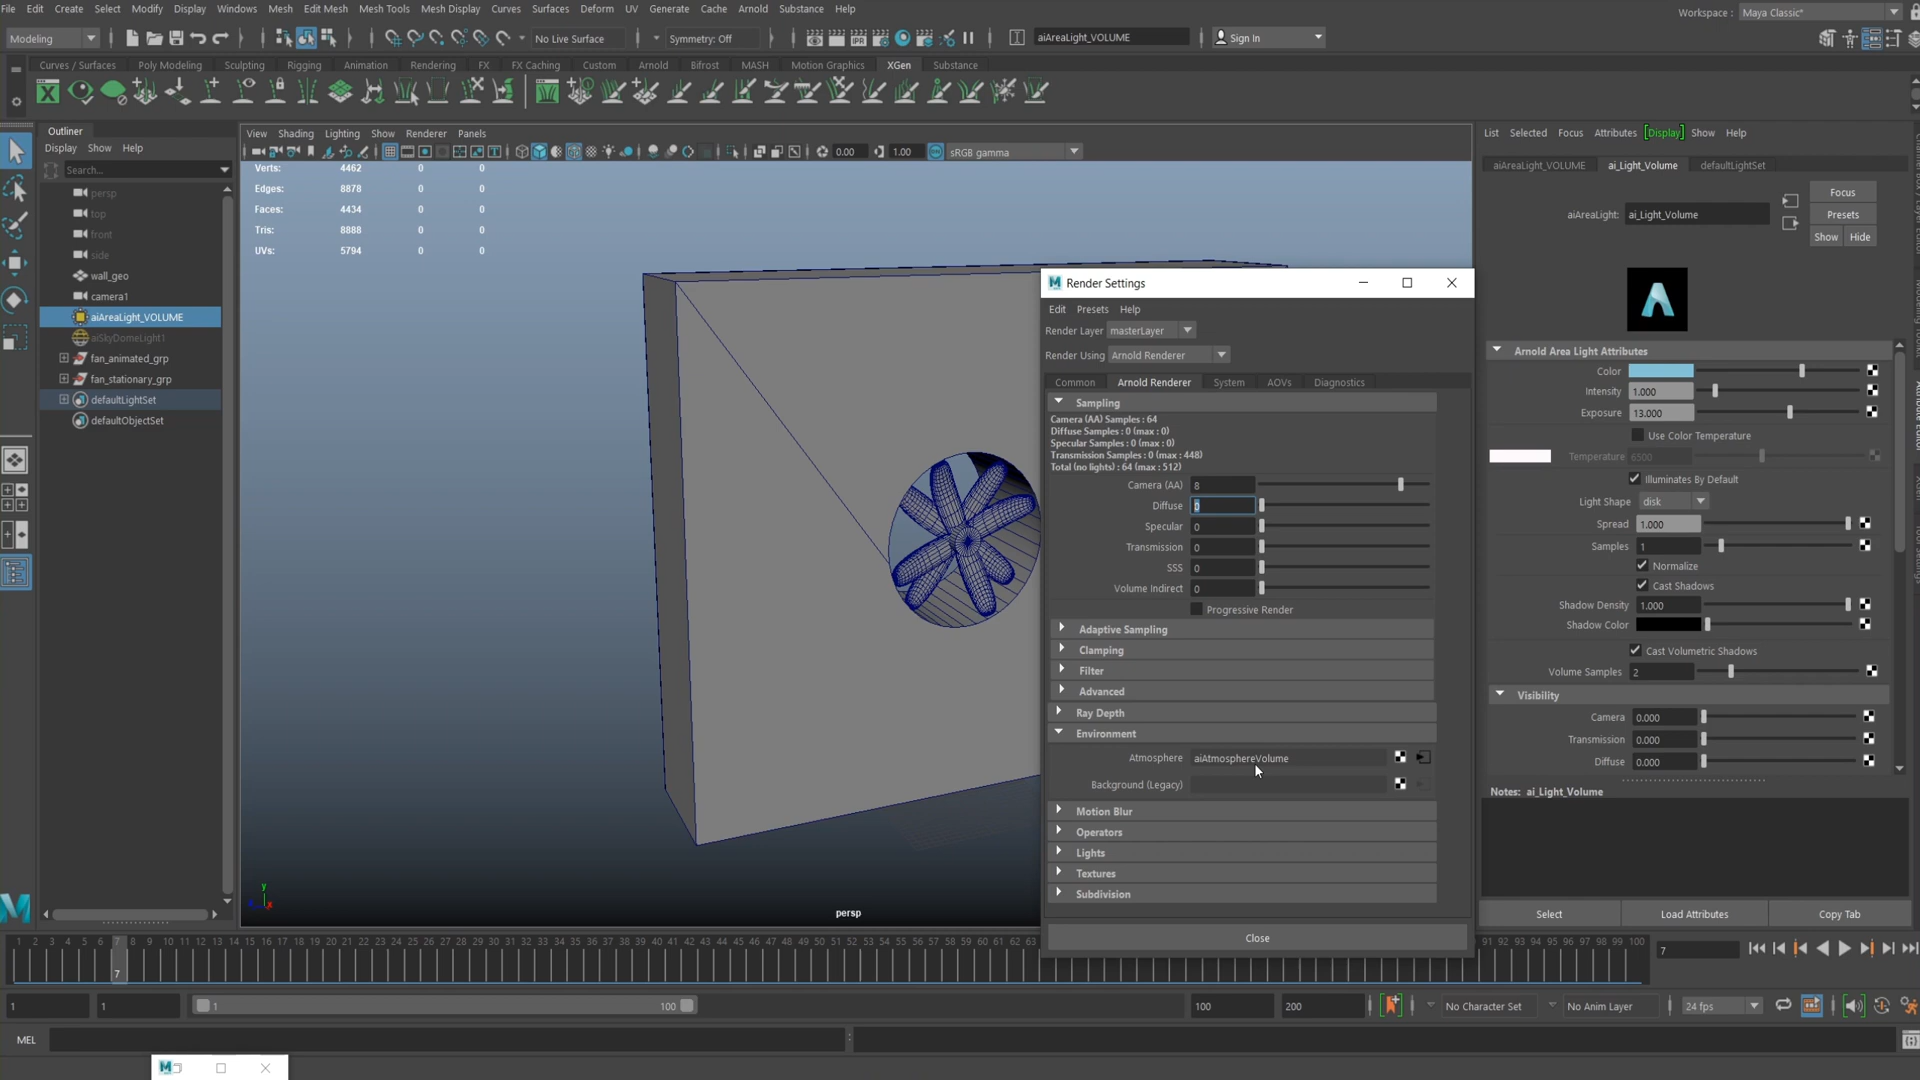 File Edit Create Select Modify Display Windows Mesh Edit Mesh Mesh Tools Mesh Display Curves Surfaces Deform UV Generate Cache Arnold Substance Help
Workspace : Maya Classic*
Modeling
No Live Surface
Symmetry: Off
aiAreaLight_VOLUME
Sign In
Curves / Surfaces Poly Modeling Sculpting Rigging Animation Rendering FX FX Caching Custom Arnold Bifrost MASH Motion Graphics XGen Substance
Outliner
Display Show Help
Search...
persp
top
front
side
wall_geo
camera1
aiAreaLight_VOLUME
aiSkyDomeLight1
fan_animated_grp
fan_stationary_grp
defaultLightSet
defaultObjectSet
View Shading Lighting Show Renderer Panels
0.00 1.00 sRGB gamma
Verts: 4462 0 0
Edges: 8878 0 0
Faces: 4434 0 0
Tris: 8888 0 0
UVs: 5794 0 0
persp
y
x
Render Settings
Edit Presets Help
Render Layer masterLayer
Render Using Arnold Renderer
Common Arnold Renderer System AOVs Diagnostics
Sampling
Camera (AA) Samples : 64
Diffuse Samples : 0 (max : 0)
Specular Samples : 0 (max : 0)
Transmission Samples : 0 (max : 448)
Total (no lights) : 64 (max : 512)
Camera (AA) 8
Diffuse 0
Specular 0
Transmission 0
SSS 0
Volume Indirect 0
Progressive Render
Adaptive Sampling
Clamping
Filter
Advanced
Ray Depth
Environment
Atmosphere aiAtmosphereVolume
Background (Legacy)
Motion Blur
Operators
Lights
Textures
Subdivision
Close
List Selected Focus Attributes Display Show Help
aiAreaLight_VOLUME ai_Light_Volume defaultLightSet
Focus
aiAreaLight: ai_Light_Volume
Presets
Show Hide
Arnold Area Light Attributes
Color
Intensity 1.000
Exposure 13.000
Use Color Temperature
Temperature 6500
Illuminates By Default
Light Shape disk
Spread 1.000
Samples 1
Normalize
Cast Shadows
Shadow Density 1.000
Shadow Color
Cast Volumetric Shadows
Volume Samples 2
Visibility
Camera 0.000
Transmission 0.000
Diffuse 0.000
Notes: ai_Light_Volume
Select Load Attributes Copy Tab
1 2 3 4 5 6 7 8 9 10 11 12 13 14 15 16 17 18 19 20 21 22 23 24 25 26 27 28 29 30 31 32 33 34 35 36 37 38 39 40 41 42 43 44 45 46 47 48 49 50 51 52 53 54 55 56 57 58 59 60 61 62 63 91 92 93 94 95 96 97 98 99 100
7
7
1 1 1 100 100 200 No Character Set No Anim Layer 24 fps
MEL